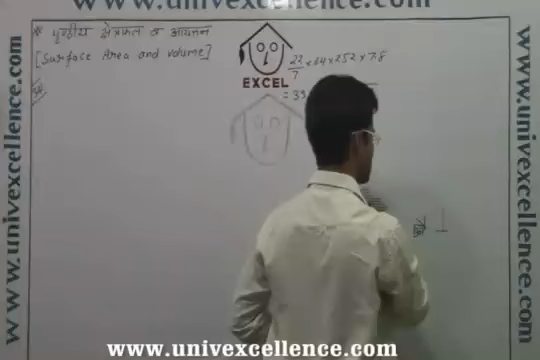 www.univexcellence.com
* पृष्ठीय क्षेत्रफल व आयतन
[Surface Area and volume]
EXCEL
22/7 × 14 × 252 × 7.8
= 39
www.univexcellence.com
www.univexcellence.com
www.univexcellence.com